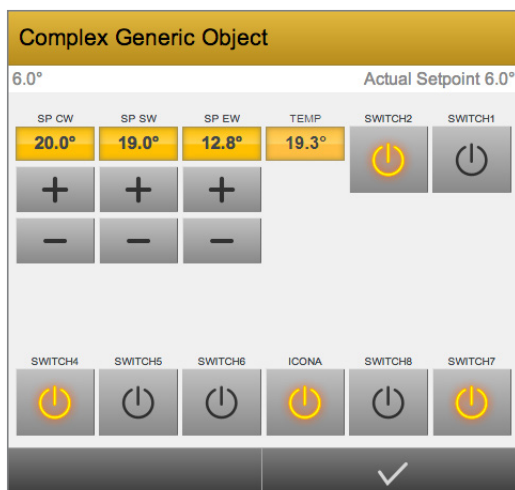 Complex Generic Object
6.0° Actual Setpoint 6.0°
SP CW SP SW SP EW TEMP SWITCH2 SWITCH1
20.0° 19.0° 12.8° 19.3°
+ + +
− − −
SWITCH4 SWITCH5 SWITCH6 ICONA SWITCH8 SWITCH7